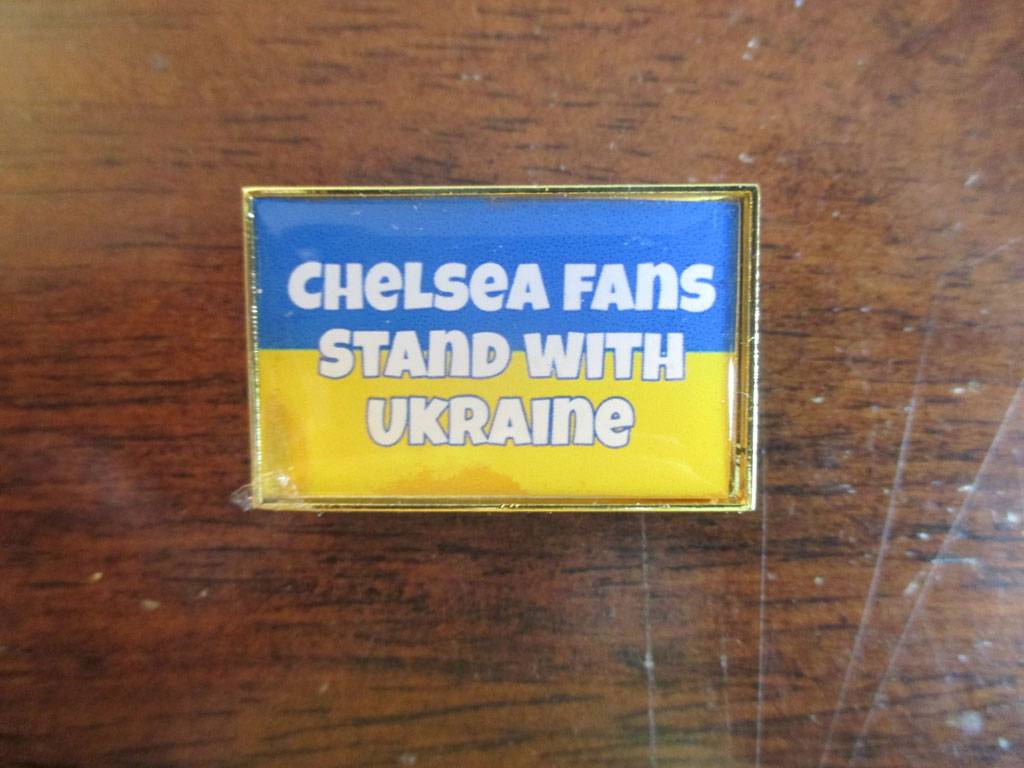 CHELSEA FANS
STAND WITH
UKRAINE